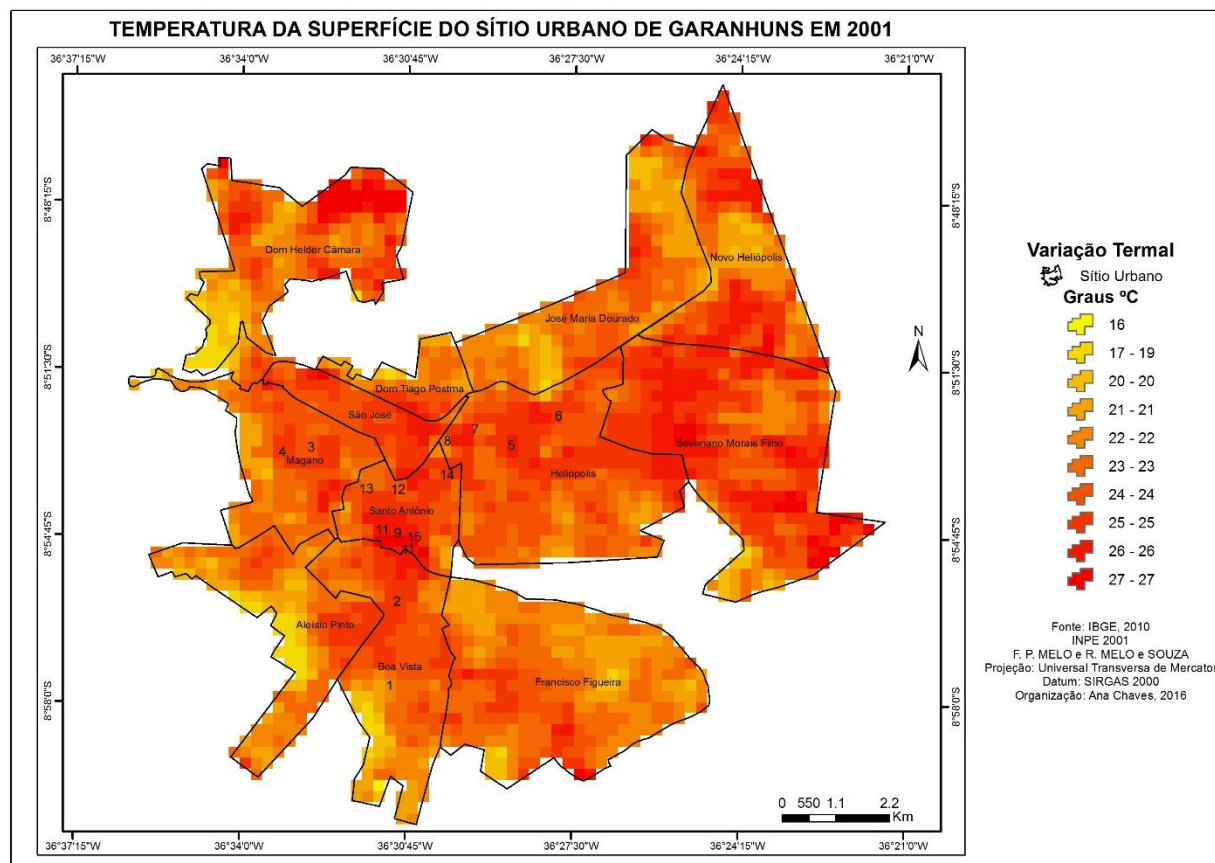 TEMPERATURA DA SUPERFÍCIE DO SÍTIO URBANO DE GARANHUNS EM 2001
36°37'15"W 36°34'0"W 36°30'45"W 36°27'30"W 36°24'15"W 36°21'0"W
8°48'15"S 8°48'15"S
Dom Helder Câmara
Novo Heliópolis
José Maria Dourado
8°51'30"S 8°51'30"S
Dom Tiago Postma
São José
6
7
8
5
3
4
Magano
Severiano Morais Filho
Heliópolis
14
13 12
Santo Antônio
11 9 15
11
8°54'45"S 8°54'45"S
2
Aloísio Pinto
Boa Vista
1
Francisco Figueira
8°58'0"S 8°58'0"S
N
0 550 1.1 2.2
Km
36°37'15"W 36°34'0"W 36°30'45"W 36°27'30"W 36°24'15"W 36°21'0"W
Variação Termal
Sítio Urbano
Graus ºC
16
17 - 19
20 - 20
21 - 21
22 - 22
23 - 23
24 - 24
25 - 25
26 - 26
27 - 27
Fonte: IBGE, 2010
INPE 2001
F. P. MELO e R. MELO e SOUZA
Projeção: Universal Transversa de Mercator
Datum: SIRGAS 2000
Organização: Ana Chaves, 2016